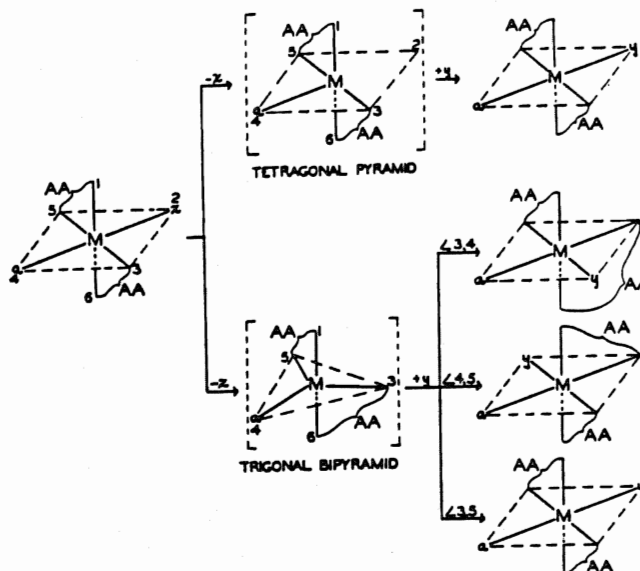 AA 1
5 2
-x +y y
M M
a 4 3 a
6 AA AA
TETRAGONAL PYRAMID
AA 1
5 2
x
M
a 4 3
6 AA
AA
∠3,4
M
a y
AA
AA 1
5
-x M 3 +y
a 4
6 AA
TRIGONAL BIPYRAMID
AA
y
∠4,5 M
a
AA
AA
∠3,5 M
a
AA